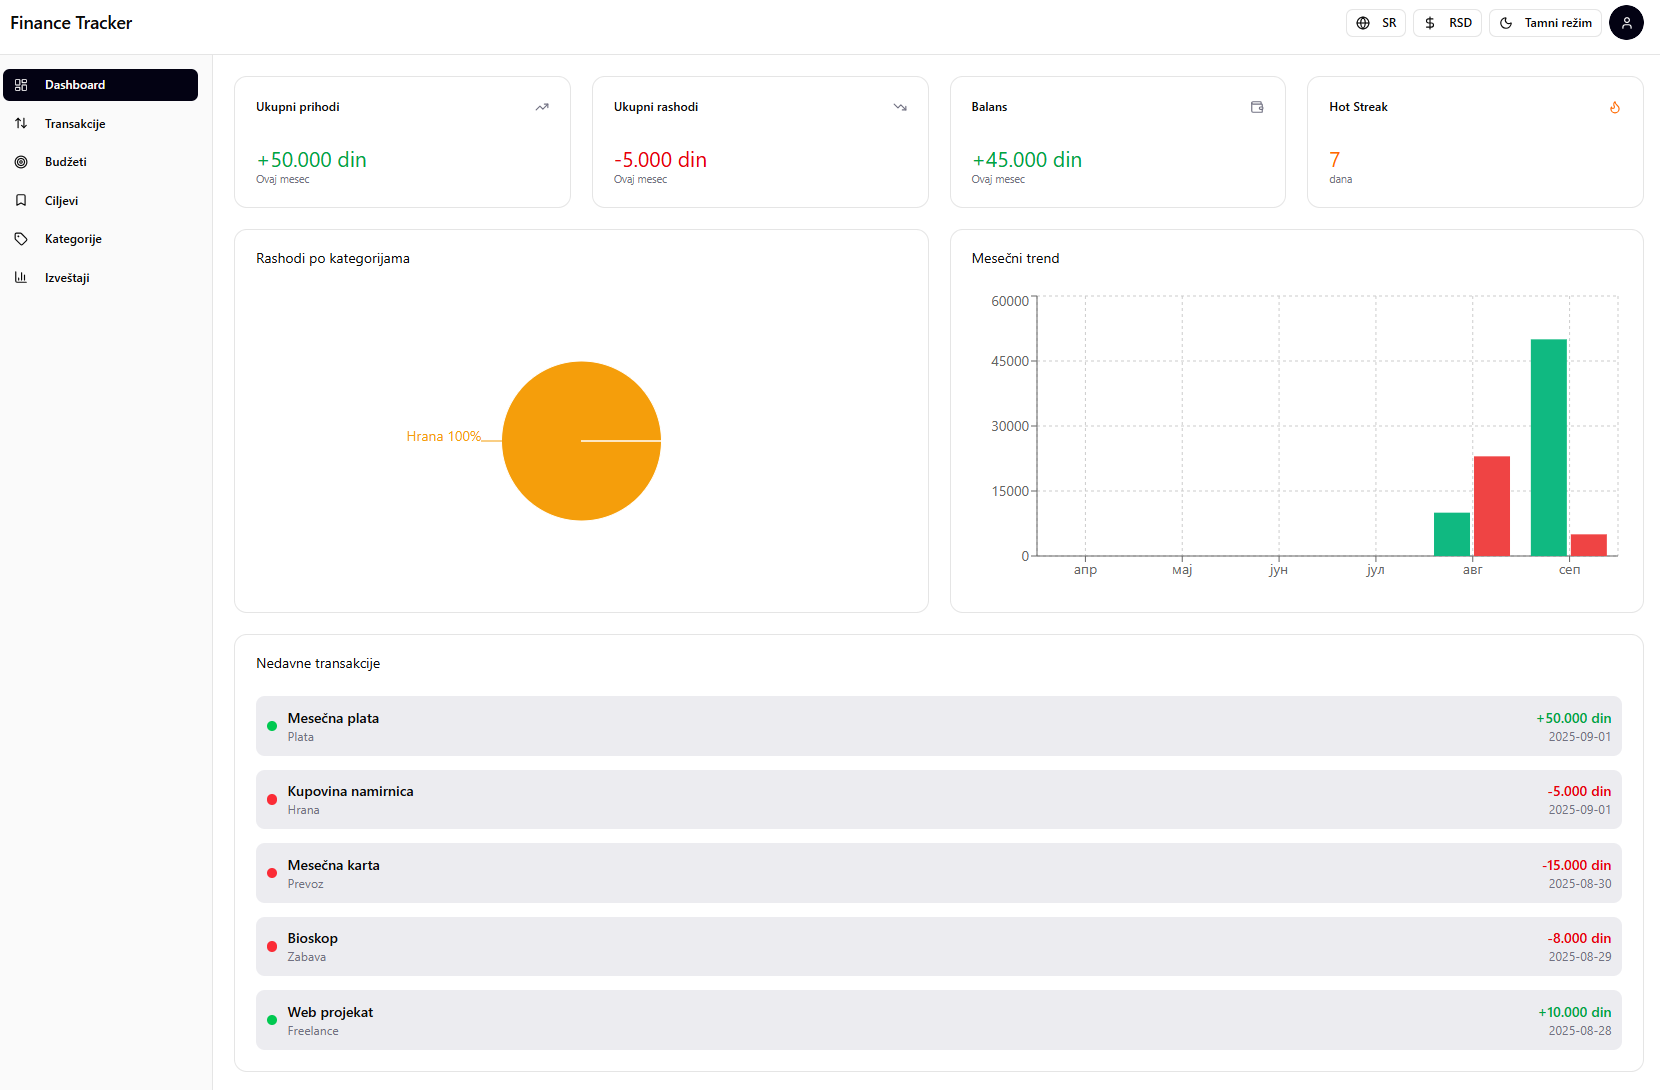 Finance Tracker
SR
RSD
Tamni režim
Dashboard
Transakcije
Budžeti
Ciljevi
Kategorije
Izveštaji
Ukupni prihodi
+50.000 din
Ovaj mesec
Ukupni rashodi
-5.000 din
Ovaj mesec
Balans
+45.000 din
Ovaj mesec
Hot Streak
7
dana
Rashodi po kategorijama
Hrana 100%
Mesečni trend
60000
45000
30000
15000
0
апр мај јун јул авг сеп
Nedavne transakcije
Mesečna plata +50.000 din
Plata 2025-09-01
Kupovina namirnica -5.000 din
Hrana 2025-09-01
Mesečna karta -15.000 din
Prevoz 2025-08-30
Bioskop -8.000 din
Zabava 2025-08-29
Web projekat +10.000 din
Freelance 2025-08-28